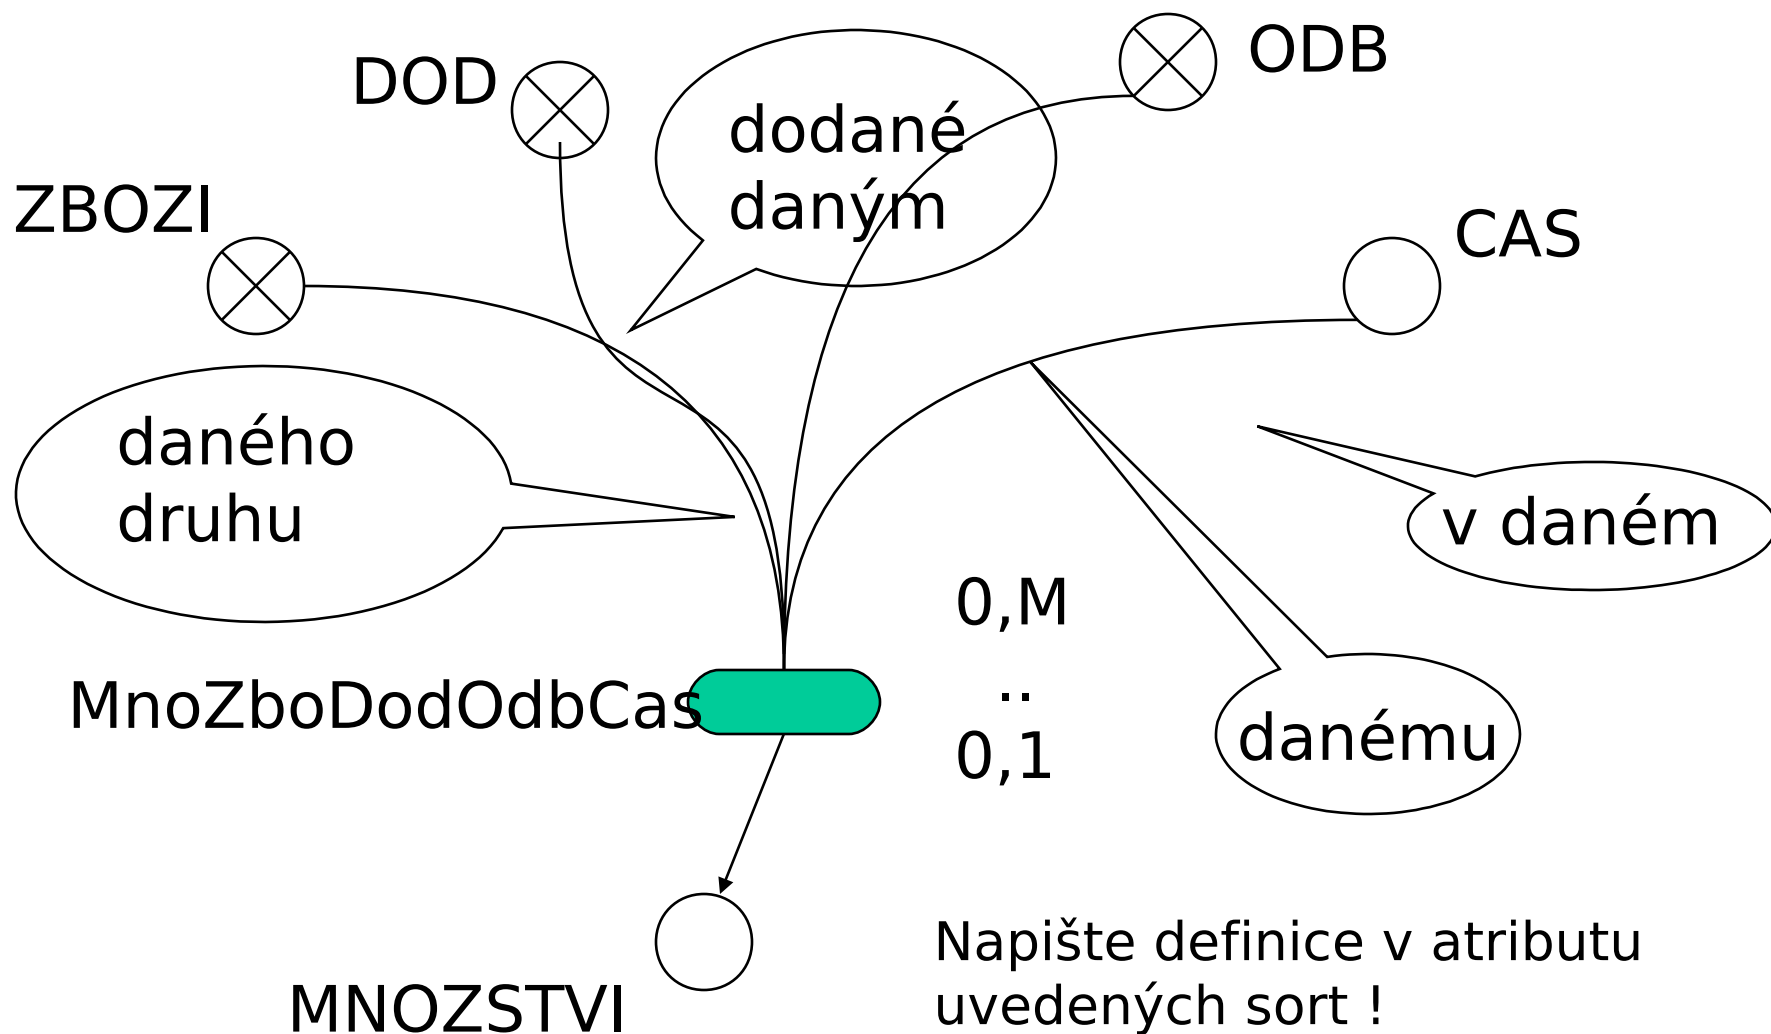 ODB
DOD
dodané
daným
ZBOZI
CAS
daného
druhu
v daném
0,M
..
0,1
MnoZboDodOdbCas
danému
Napište definice v atributu
uvedených sort !
MNOZSTVI